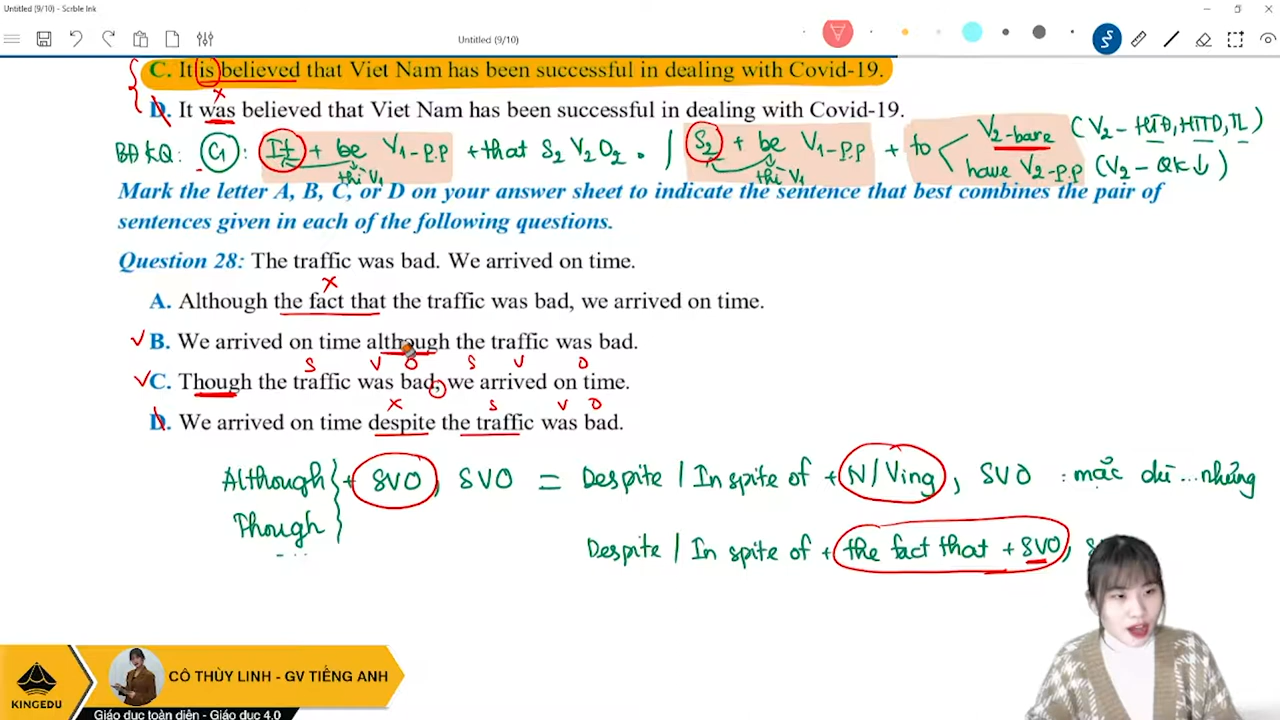 Untitled (9/10) - Scrble Ink
Untitled (9/10)
C. It is believed that Viet Nam has been successful in dealing with Covid-19.
D. It was believed that Viet Nam has been successful in dealing with Covid-19.
BĐ KQ: C1: It + be V1-P.P + that S2 V2 O2. / S2 + be V1-P.P + to V2-bare (V2 - HTĐ, HTTD, TL)
thì V1 thì V1 have V2-P.P (V2 - QK↓)
Mark the letter A, B, C, or D on your answer sheet to indicate the sentence that best combines the pair of
sentences given in each of the following questions.
Question 28: The traffic was bad. We arrived on time.
x
A. Although the fact that the traffic was bad, we arrived on time.
✓ B. We arrived on time although the traffic was bad.
S V O S V O
✓ C. Though the traffic was bad, we arrived on time.
x S V O
D. We arrived on time despite the traffic was bad.
Although + SVO, SVO = Despite / In spite of + N/Ving, SVO : mặc dù ... nhưng
Though
Despite / In spite of + the fact that + SVO, S
CÔ THÙY LINH - GV TIẾNG ANH
KINGEDU
Giáo dục toàn diện - Giáo dục 4.0